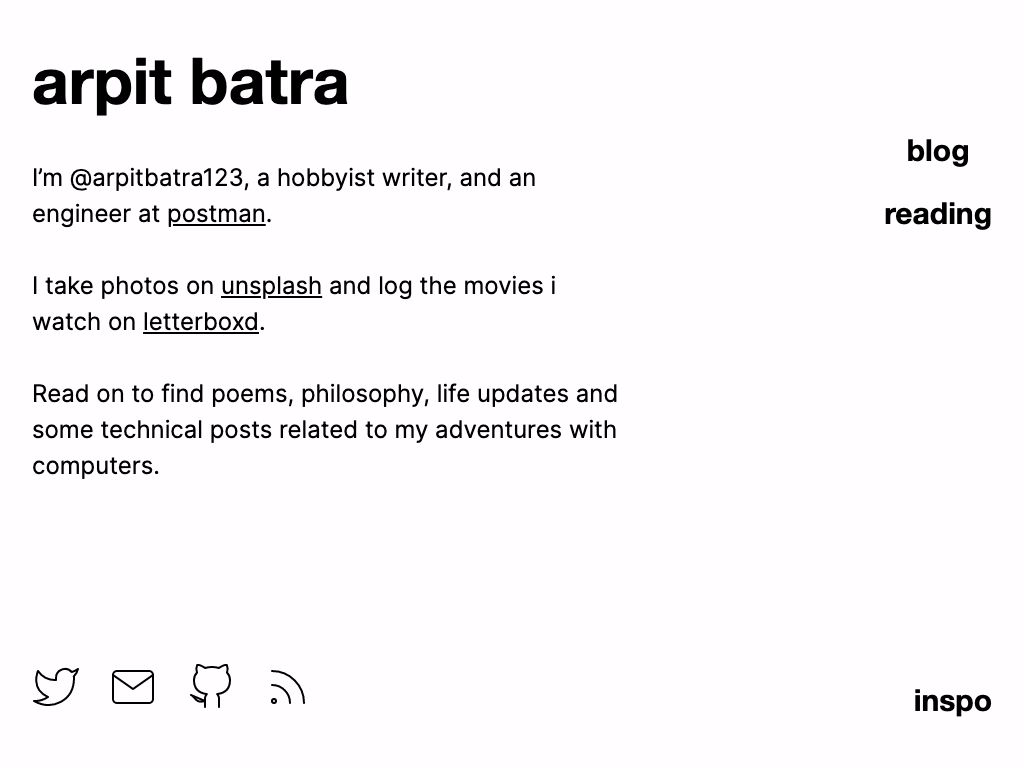 arpit batra
blog
I’m @arpitbatra123, a hobbyist writer, and an
engineer at postman.
reading
I take photos on unsplash and log the movies i
watch on letterboxd.
Read on to find poems, philosophy, life updates and
some technical posts related to my adventures with
computers.
inspo